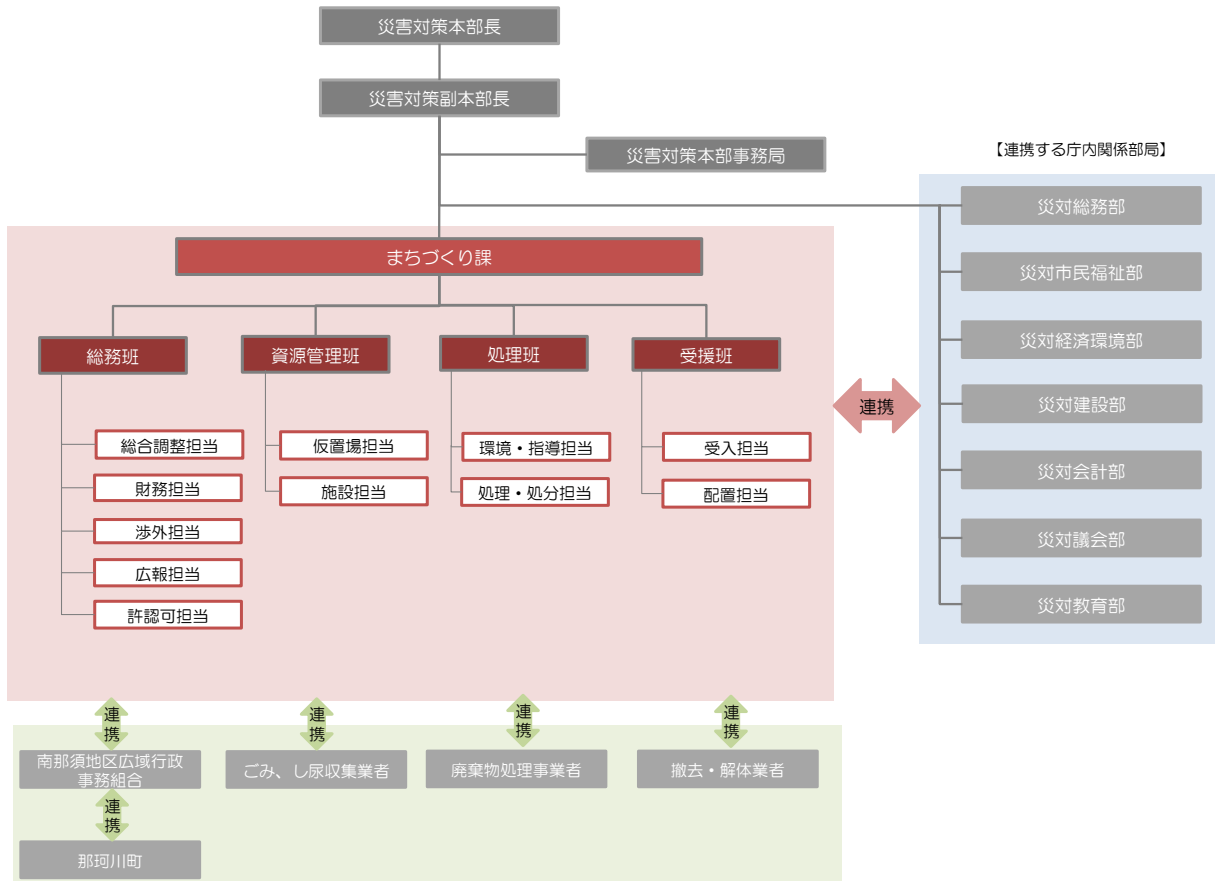 災害対策本部長
災害対策副本部長
災害対策本部事務局
【連携する庁内関係部局】
災対総務部
災対市民福祉部
災対経済環境部
災対建設部
災対会計部
災対議会部
災対教育部
まちづくり課
総務班
資源管理班
処理班
受援班
総合調整担当
財務担当
渉外担当
広報担当
許認可担当
仮置場担当
施設担当
環境・指導担当
処理・処分担当
受入担当
配置担当
連携
連
携
連
携
連
携
連
携
南那須地区広域行政
事務組合
ごみ、し尿収集業者
廃棄物処理事業者
撤去・解体業者
連
携
那珂川町